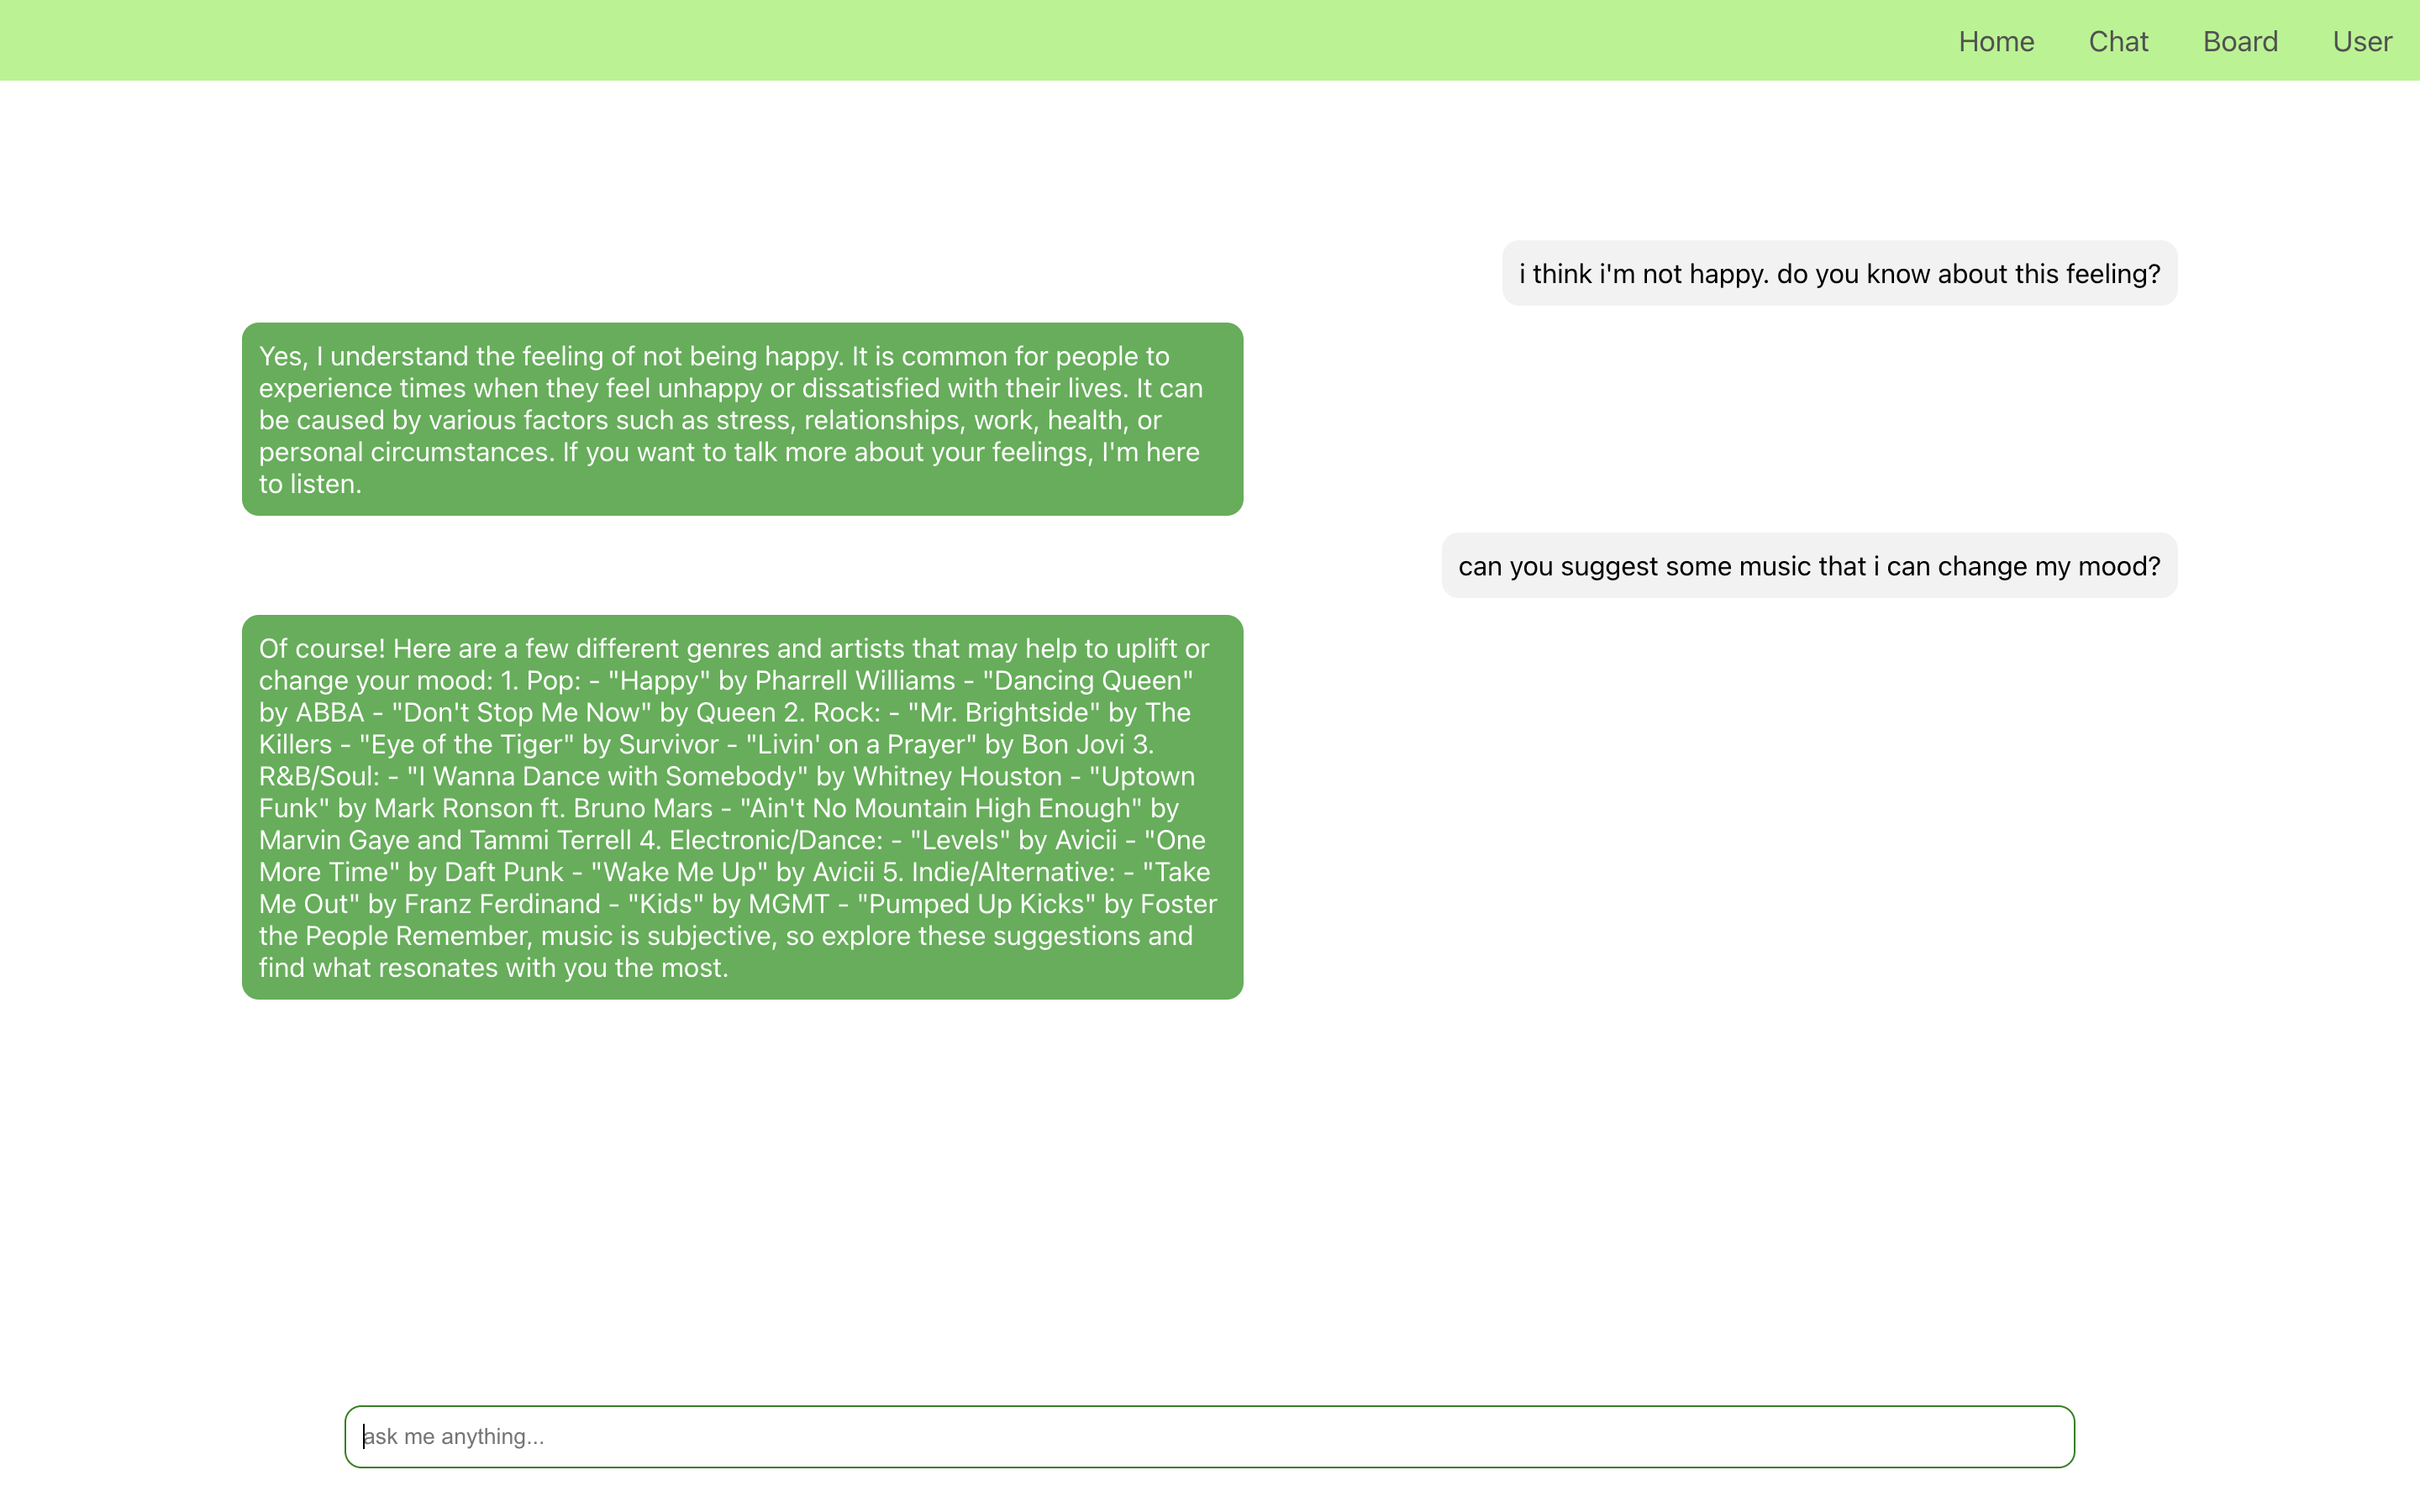 Home Chat Board User
i think i'm not happy. do you know about this feeling?
Yes, I understand the feeling of not being happy. It is common for people to
experience times when they feel unhappy or dissatisfied with their lives. It can
be caused by various factors such as stress, relationships, work, health, or
personal circumstances. If you want to talk more about your feelings, I'm here
to listen.
can you suggest some music that i can change my mood?
Of course! Here are a few different genres and artists that may help to uplift or
change your mood: 1. Pop: - "Happy" by Pharrell Williams - "Dancing Queen"
by ABBA - "Don't Stop Me Now" by Queen 2. Rock: - "Mr. Brightside" by The
Killers - "Eye of the Tiger" by Survivor - "Livin' on a Prayer" by Bon Jovi 3.
R&B/Soul: - "I Wanna Dance with Somebody" by Whitney Houston - "Uptown
Funk" by Mark Ronson ft. Bruno Mars - "Ain't No Mountain High Enough" by
Marvin Gaye and Tammi Terrell 4. Electronic/Dance: - "Levels" by Avicii - "One
More Time" by Daft Punk - "Wake Me Up" by Avicii 5. Indie/Alternative: - "Take
Me Out" by Franz Ferdinand - "Kids" by MGMT - "Pumped Up Kicks" by Foster
the People Remember, music is subjective, so explore these suggestions and
find what resonates with you the most.
ask me anything...